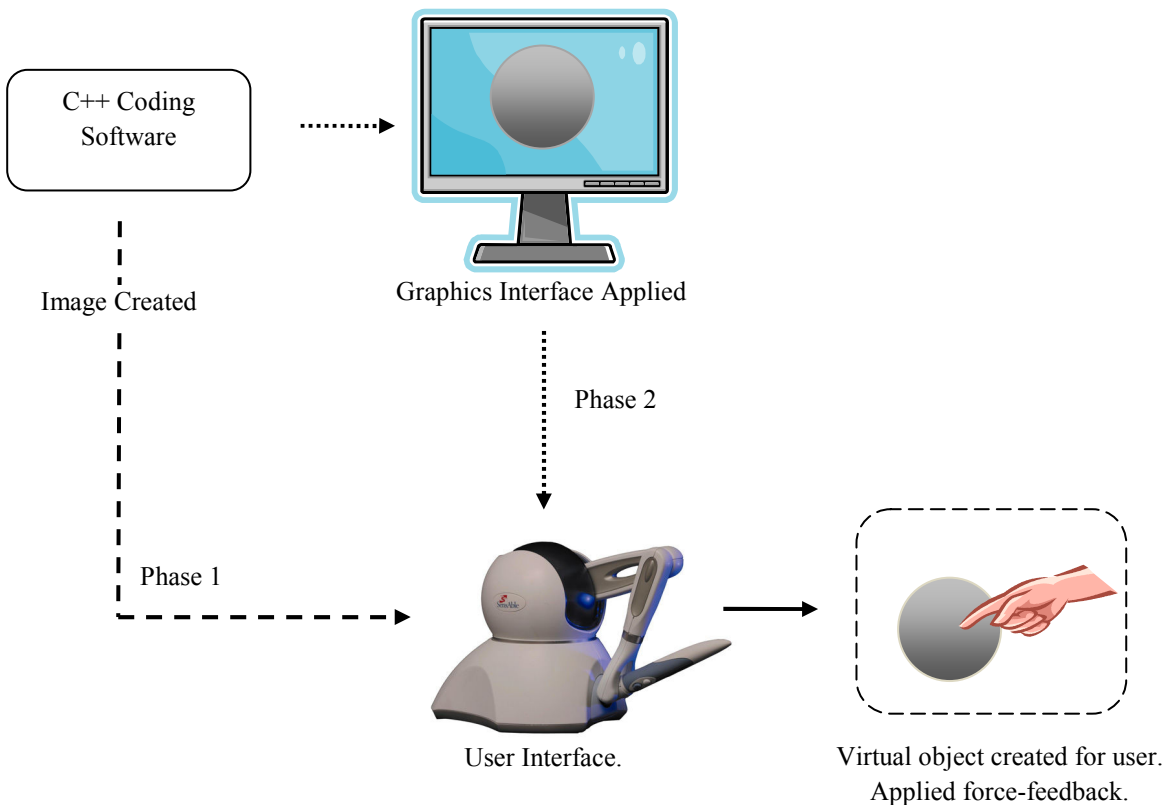 C++ Coding
Software
Image Created
Graphics Interface Applied
Phase 2
Phase 1
SensAble
User Interface.
Virtual object created for user.
Applied force-feedback.